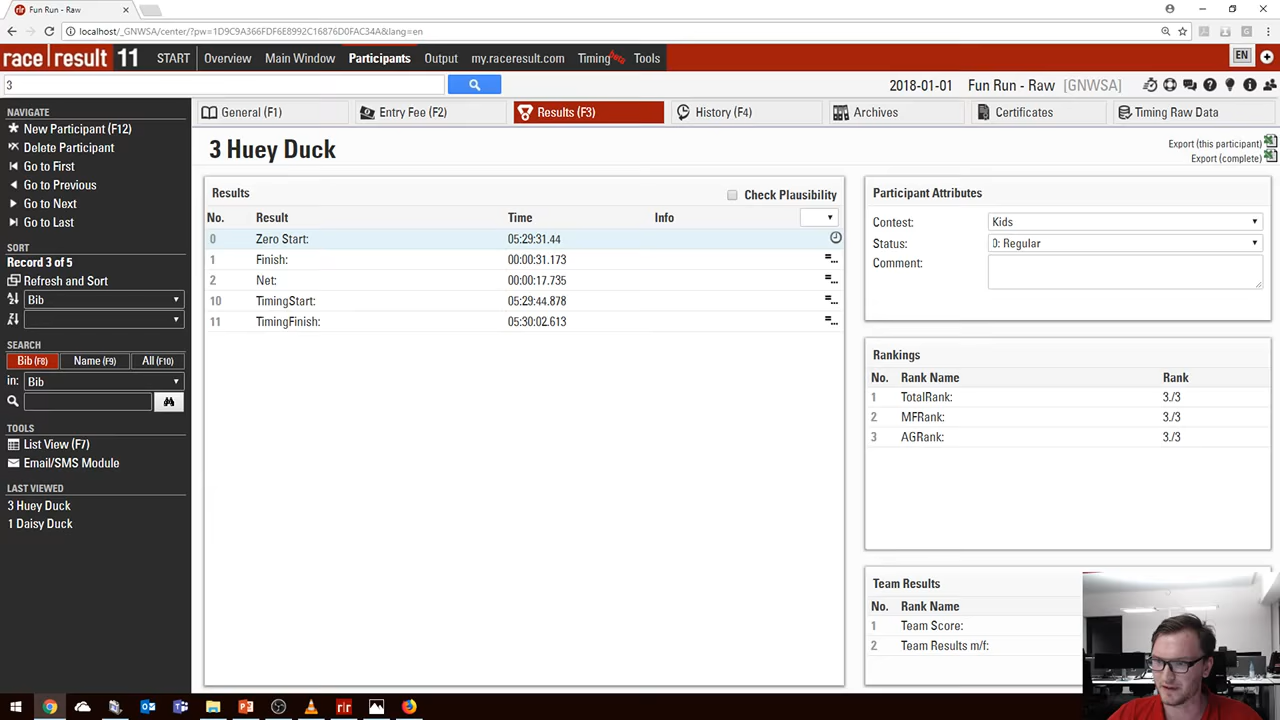 Fun Run - Raw
localhost/_GNWSA/center/?pw=1D9C9A366FDF6E8992C16876D0FAC34A&lang=en
race | result 11 START Overview Main Window Participants Output my.raceresult.com Timing Tools EN
3 2018-01-01 Fun Run - Raw [GNWSA]
General (F1) Entry Fee (F2) Results (F3) History (F4) Archives Certificates Timing Raw Data
NAVIGATE
New Participant (F12)
Delete Participant
Go to First
Go to Previous
Go to Next
Go to Last
SORT
Record 3 of 5
Refresh and Sort
Bib
SEARCH
Bib (F8) Name (F9) All (F10)
in: Bib
TOOLS
List View (F7)
Email/SMS Module
LAST VIEWED
3 Huey Duck
1 Daisy Duck
3 Huey Duck
Export (this participant)
Export (complete)
Results Check Plausibility
No. Result Time Info
0 Zero Start: 05:29:31.44
1 Finish: 00:00:31.173
2 Net: 00:00:17.735
10 TimingStart: 05:29:44.878
11 TimingFinish: 05:30:02.613
Participant Attributes
Contest: Kids
Status: 0: Regular
Comment:
Rankings
No. Rank Name Rank
1 TotalRank: 3./3
2 MFRank: 3./3
3 AGRank: 3./3
Team Results
No. Rank Name
1 Team Score:
2 Team Results m/f: